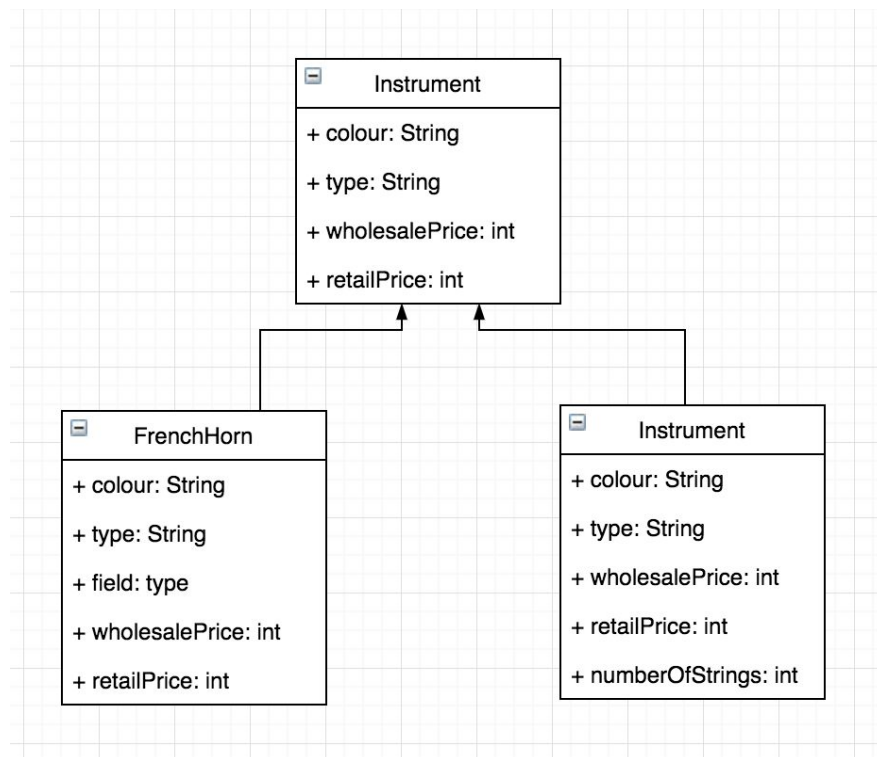 Instrument
+ colour: String
+ type: String
+ wholesalePrice: int
+ retailPrice: int
FrenchHorn
+ colour: String
+ type: String
+ field: type
+ wholesalePrice: int
+ retailPrice: int
Instrument
+ colour: String
+ type: String
+ wholesalePrice: int
+ retailPrice: int
+ numberOfStrings: int